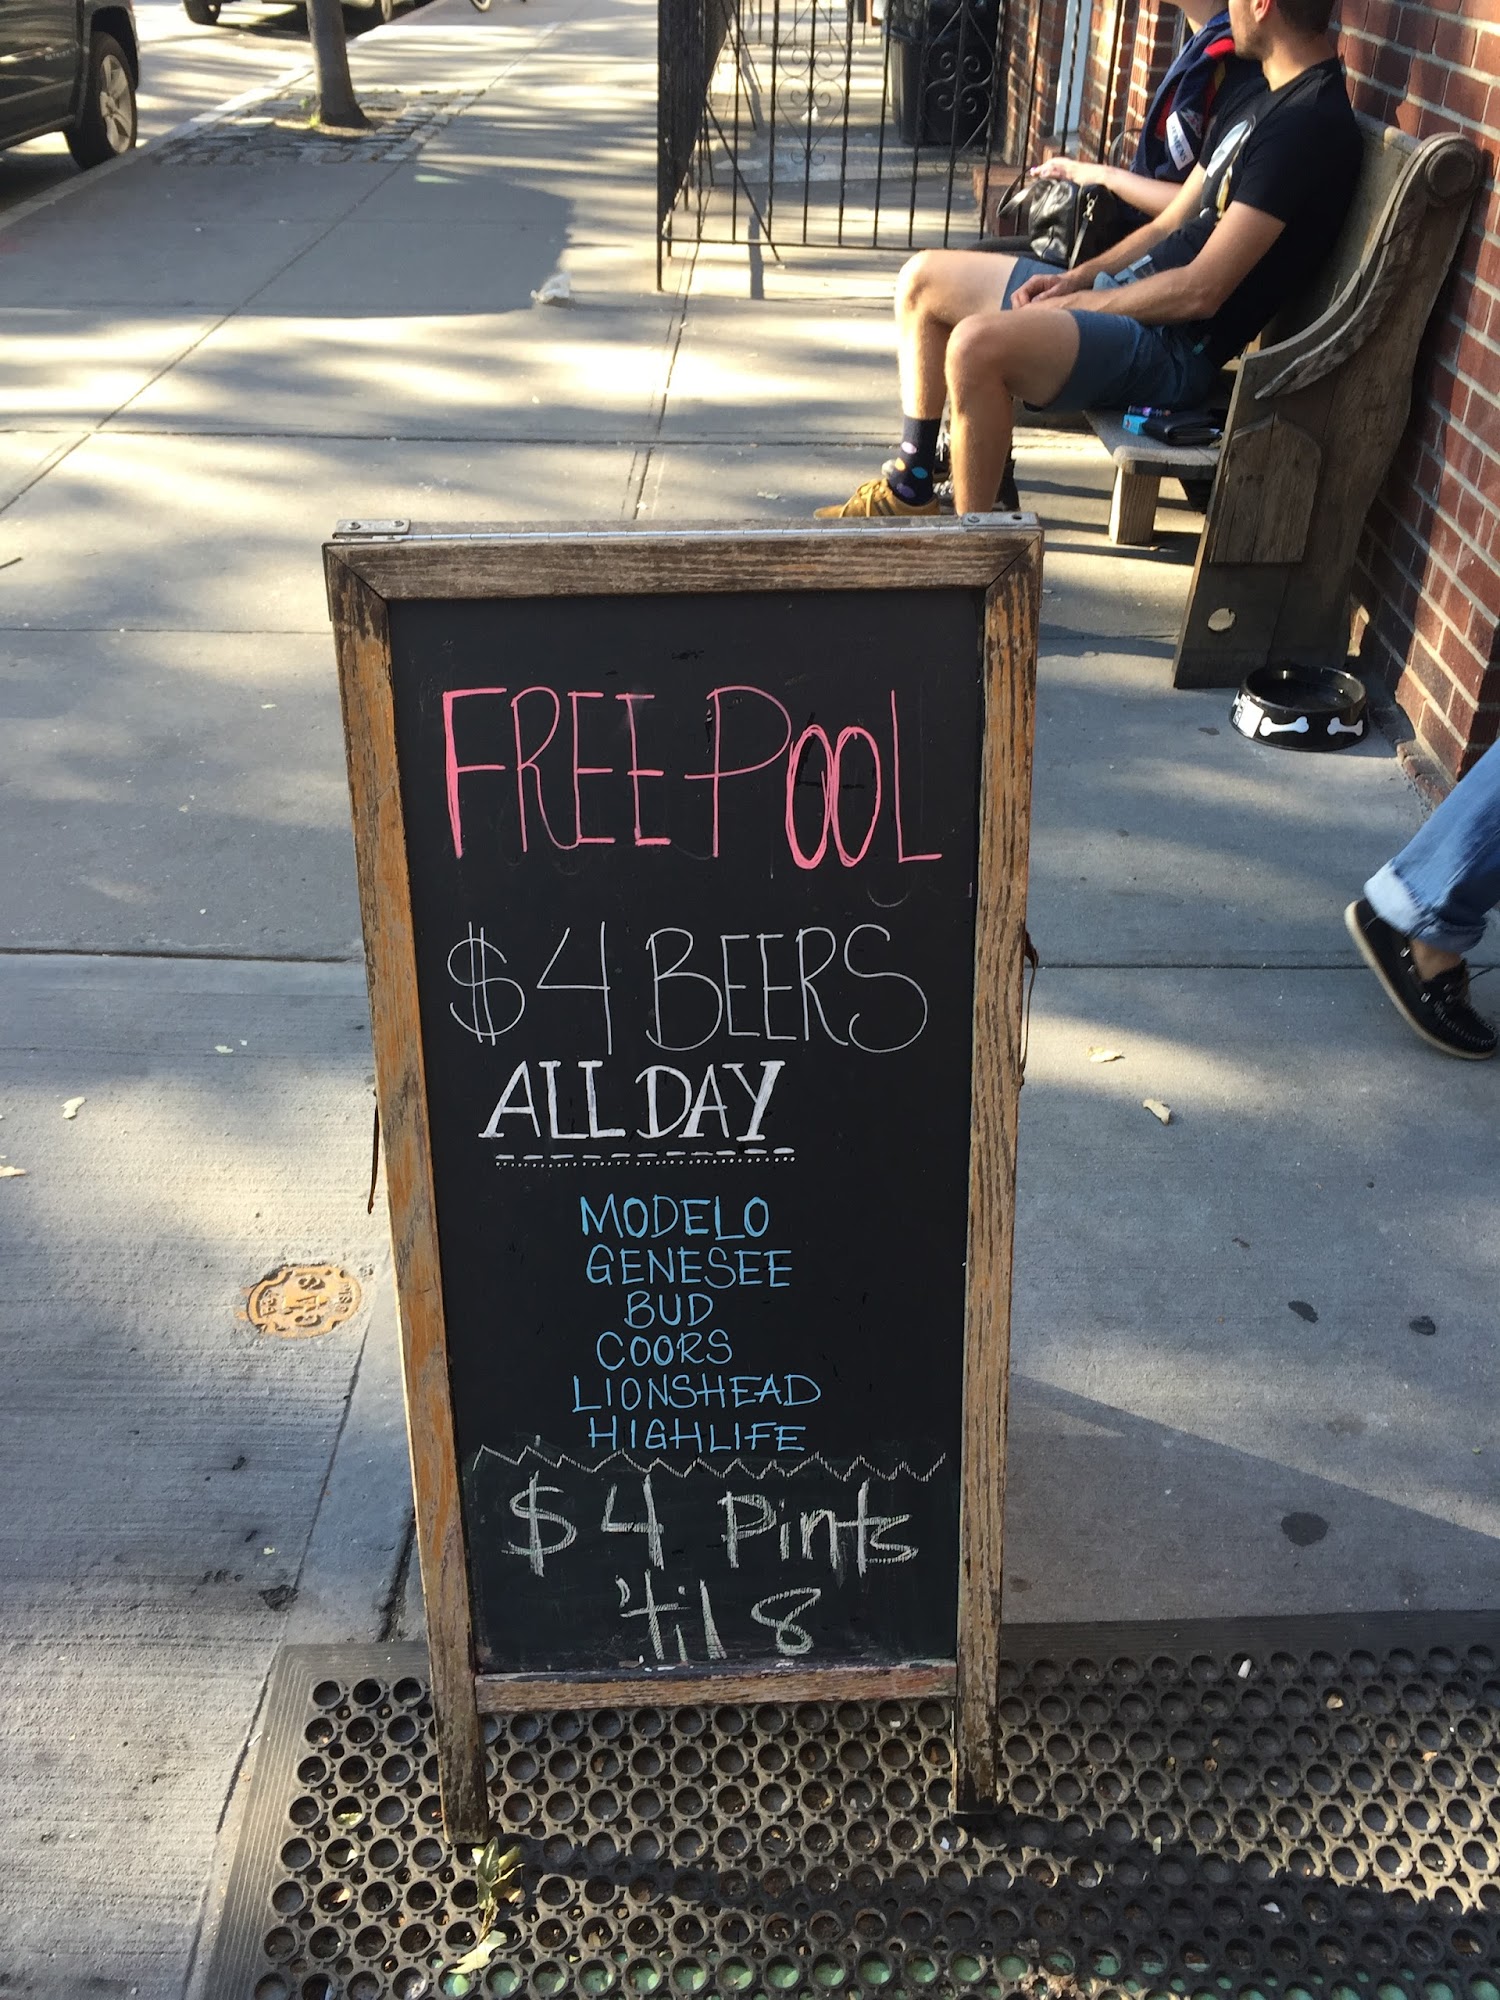 FREE POOL
$4 BEERS
ALL DAY
MODELO
GENESEE
BUD
COORS
LIONSHEAD
HIGHLIFE
$4 Pints
'til 8